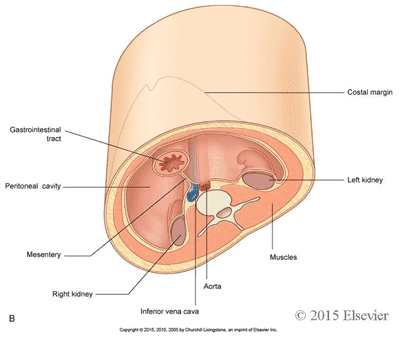 Costal margin
Gastrointestinal
tract
Peritoneal cavity
Left kidney
Mesentery
Muscles
Right kidney
Aorta
Inferior vena cava
B
© 2015 Elsevier
Copyright © 2015, 2010, 2005 by Churchill Livingstone, an imprint of Elsevier Inc.